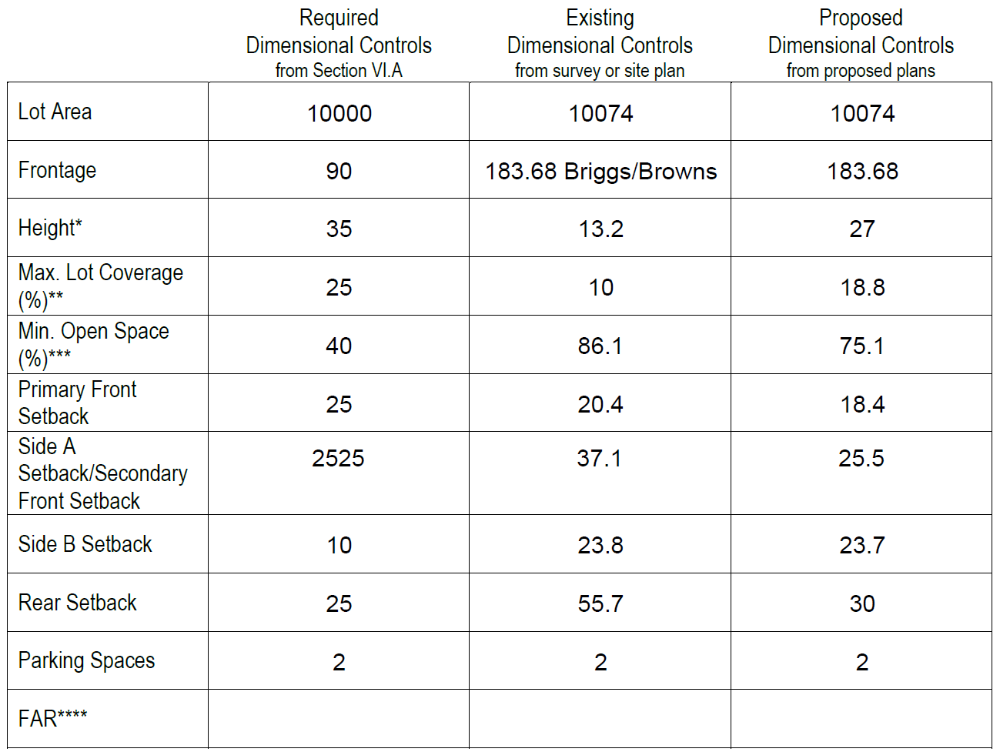 Required
Dimensional Controls
from Section VI.A
Existing
Dimensional Controls
from survey or site plan
Proposed
Dimensional Controls
from proposed plans
Lot Area 10000 10074 10074
Frontage 90 183.68 Briggs/Browns 183.68
Height* 35 13.2 27
Max. Lot Coverage
(%)** 25 10 18.8
Min. Open Space
(%)*** 40 86.1 75.1
Primary Front
Setback 25 20.4 18.4
Side A
Setback/Secondary
Front Setback 2525 37.1 25.5
Side B Setback 10 23.8 23.7
Rear Setback 25 55.7 30
Parking Spaces 2 2 2
FAR****